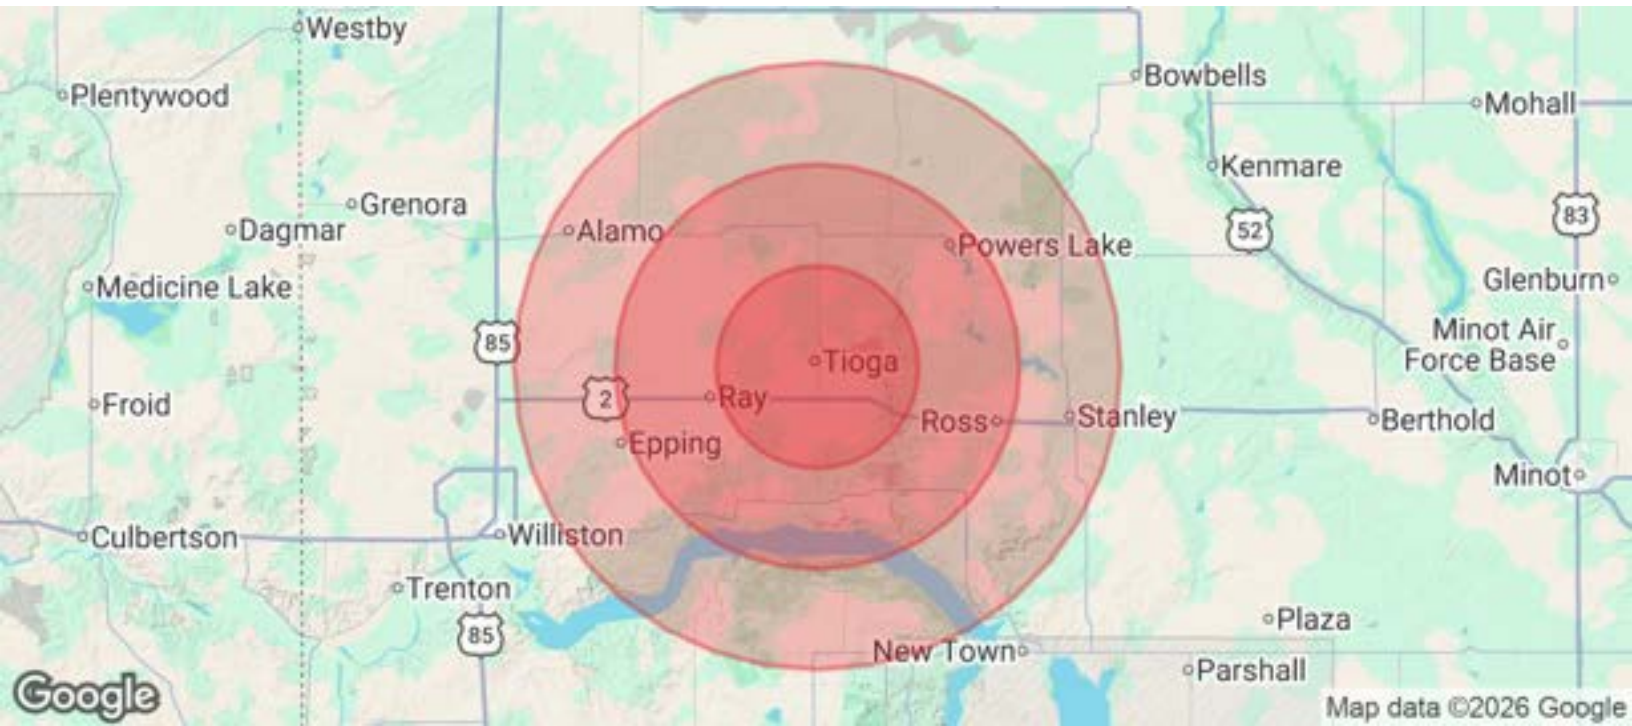 Westby
Bowbells
Plentywood
Mohall
Kenmare
Grenora
83
Dagmar
Alamo
52
Powers Lake
Glenburn
Medicine Lake
85
Minot Air
Force Base
Tioga
2
Ray
Froid
Ross
Stanley
Berthold
Epping
Minot
Culbertson
Williston
Trenton
Plaza
85
New Town
Parshall
Google
Map data ©2026 Google